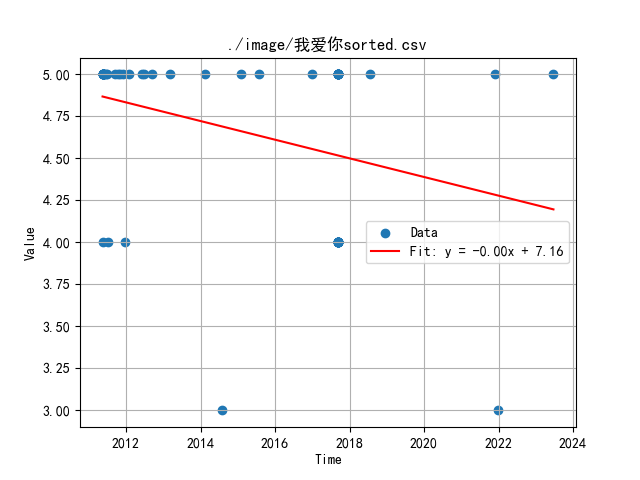 ./image/我爱你sorted.csv
5.00
4.75
4.50
4.25
4.00
3.75
3.50
3.25
3.00
Value
Data
Fit: y = -0.00x + 7.16
2012 2014 2016 2018 2020 2022 2024
Time